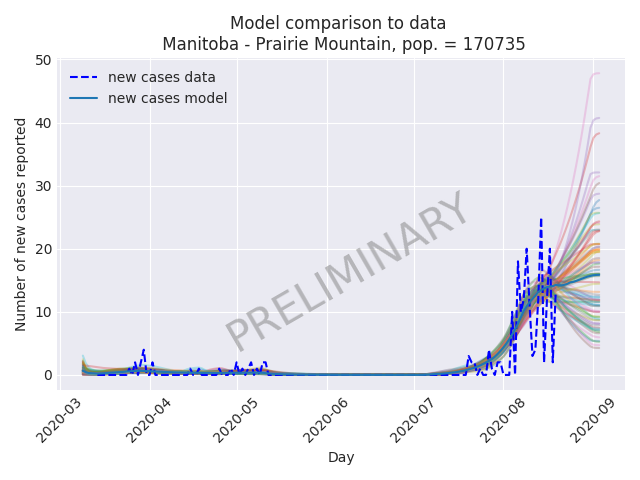 Model comparison to data
Manitoba - Prairie Mountain, pop. = 170735
new cases data
new cases model
Number of new cases reported
50
40
30
20
10
0
PRELIMINARY
2020-03
2020-04
2020-05
2020-06
2020-07
2020-08
2020-09
Day